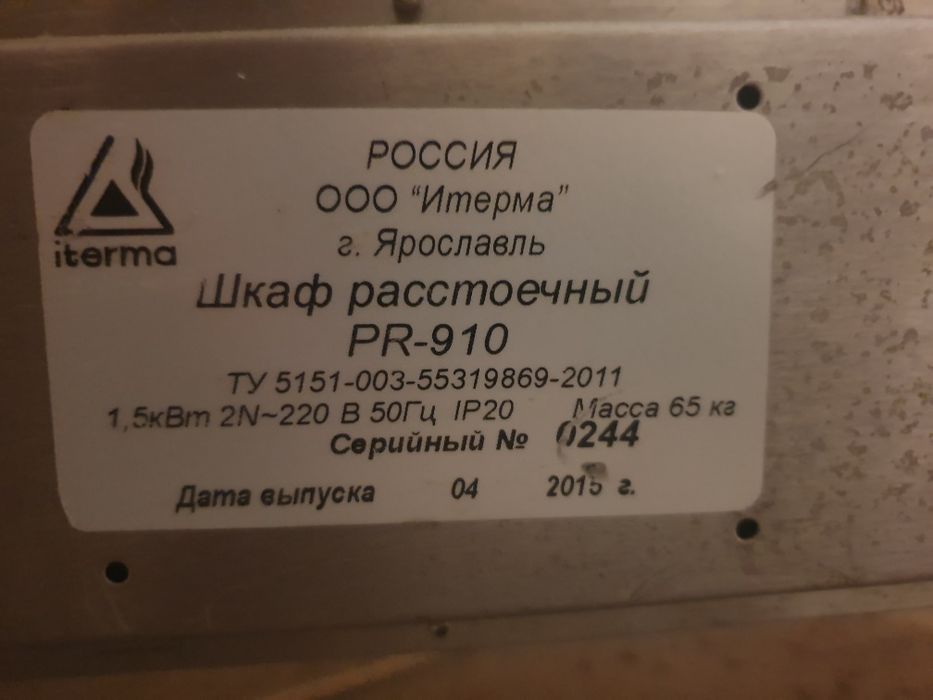 iterma
РОССИЯ
ООО “Итерма”
г. Ярославль
Шкаф расстоечный
PR-910
ТУ 5151-003-55319869-2011
1,5кВт 2N~220 В 50Гц IP20 Масса 65 кг
Серийный № 0244
Дата выпуска 04 2015 г.